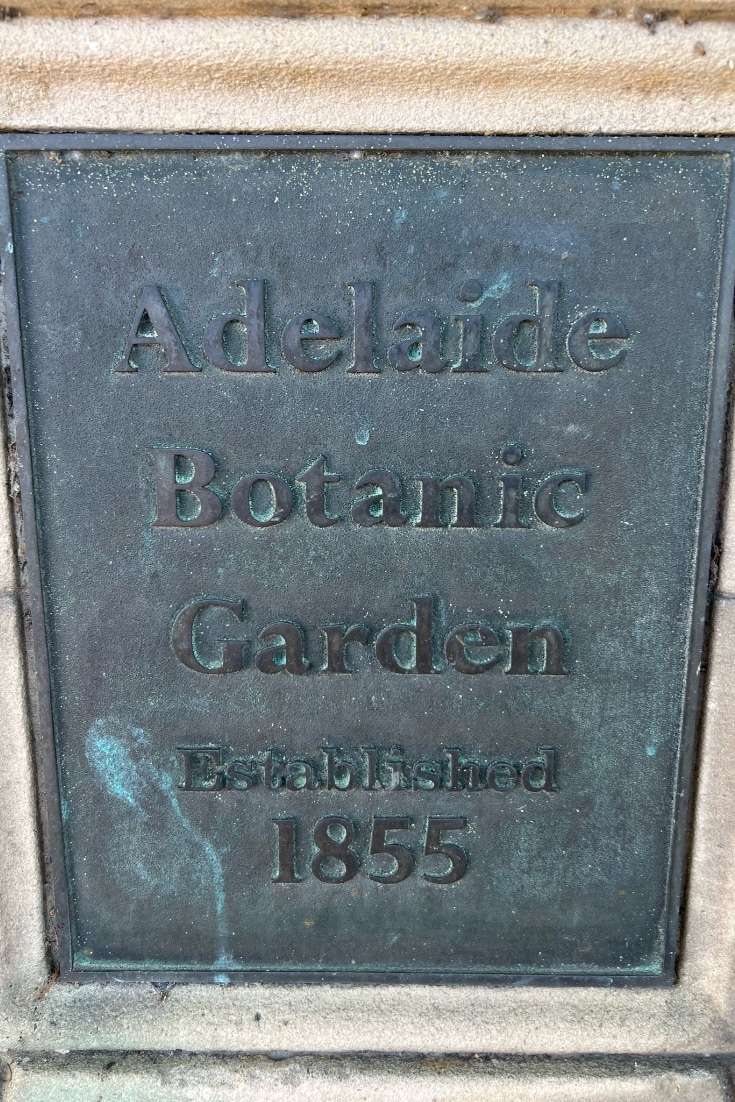 Adelaide
Botanic
Garden
Established
1855